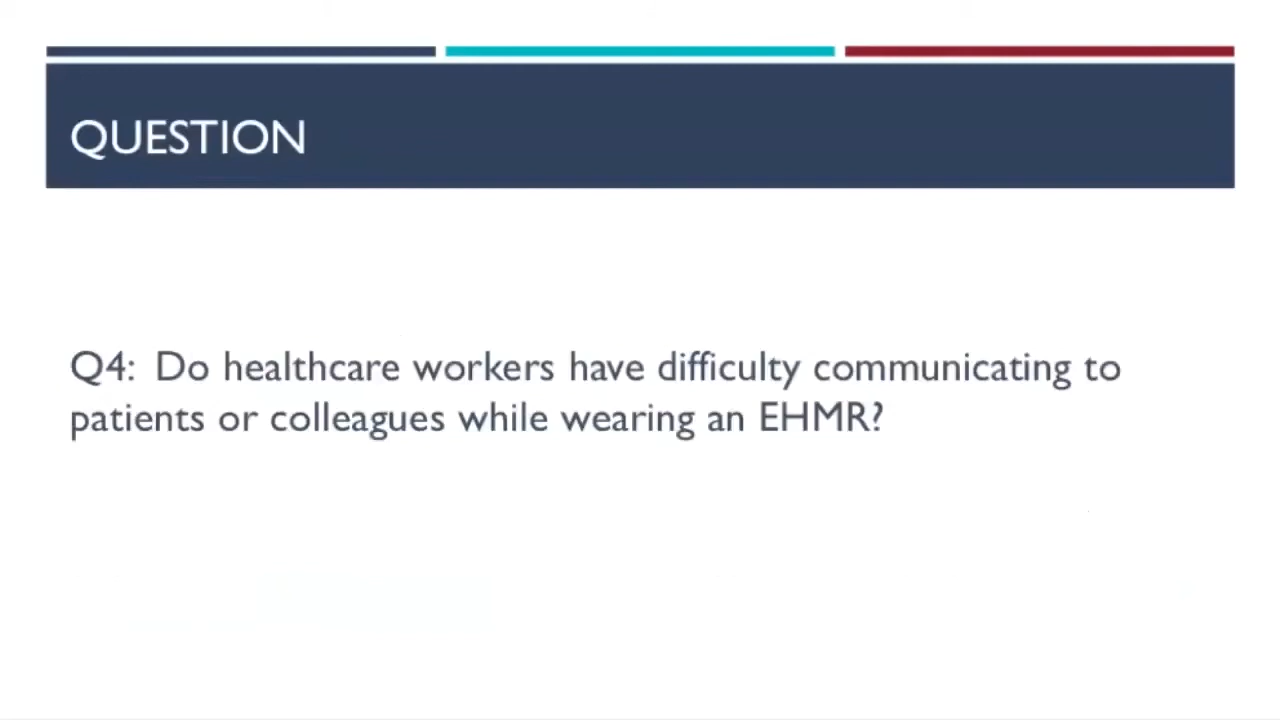 QUESTION
Q4: Do healthcare workers have difficulty communicating to
patients or colleagues while wearing an EHMR?